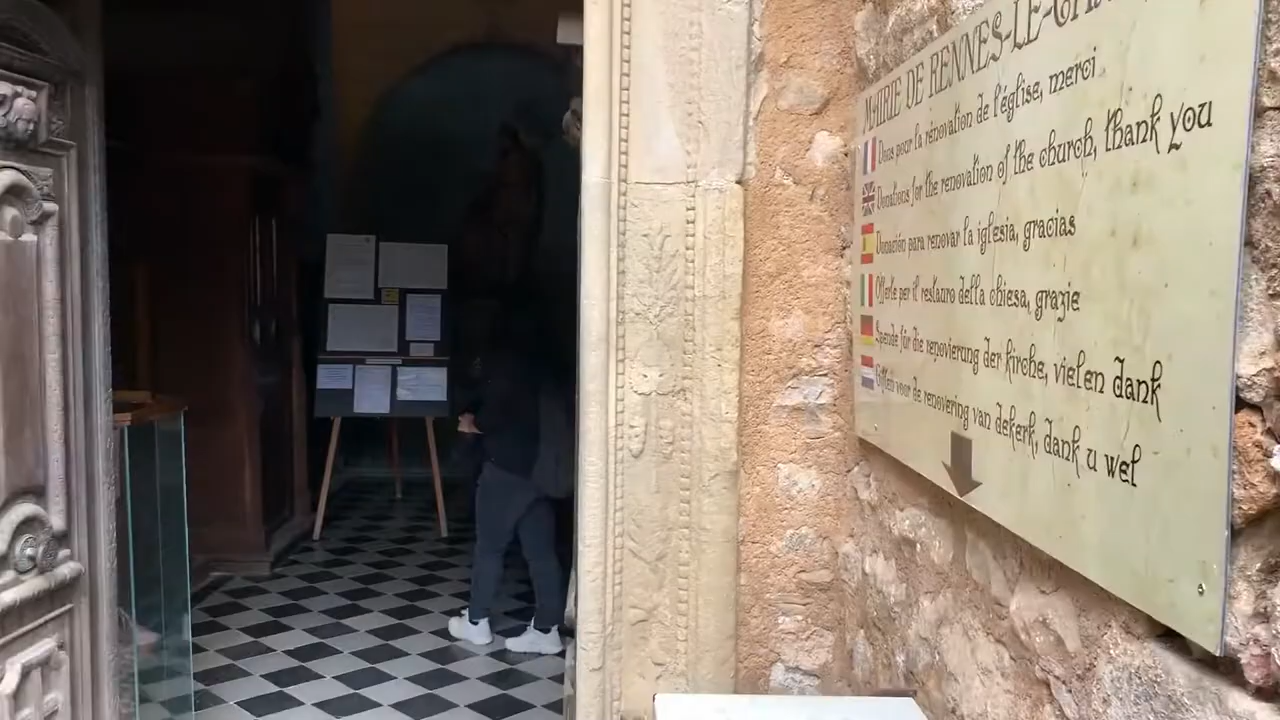 MAIRIE DE RENNES-LE-
Dons pour la rénovation de l'église, merci
Donations for the renovation of the church, thank you
Donación para renovar la iglesia, gracias
Offerte per il restauro della chiesa, grazie
Spende für die renovierung der kirche, vielen dank
Giften voor de renovering van dekerk, dank u wel